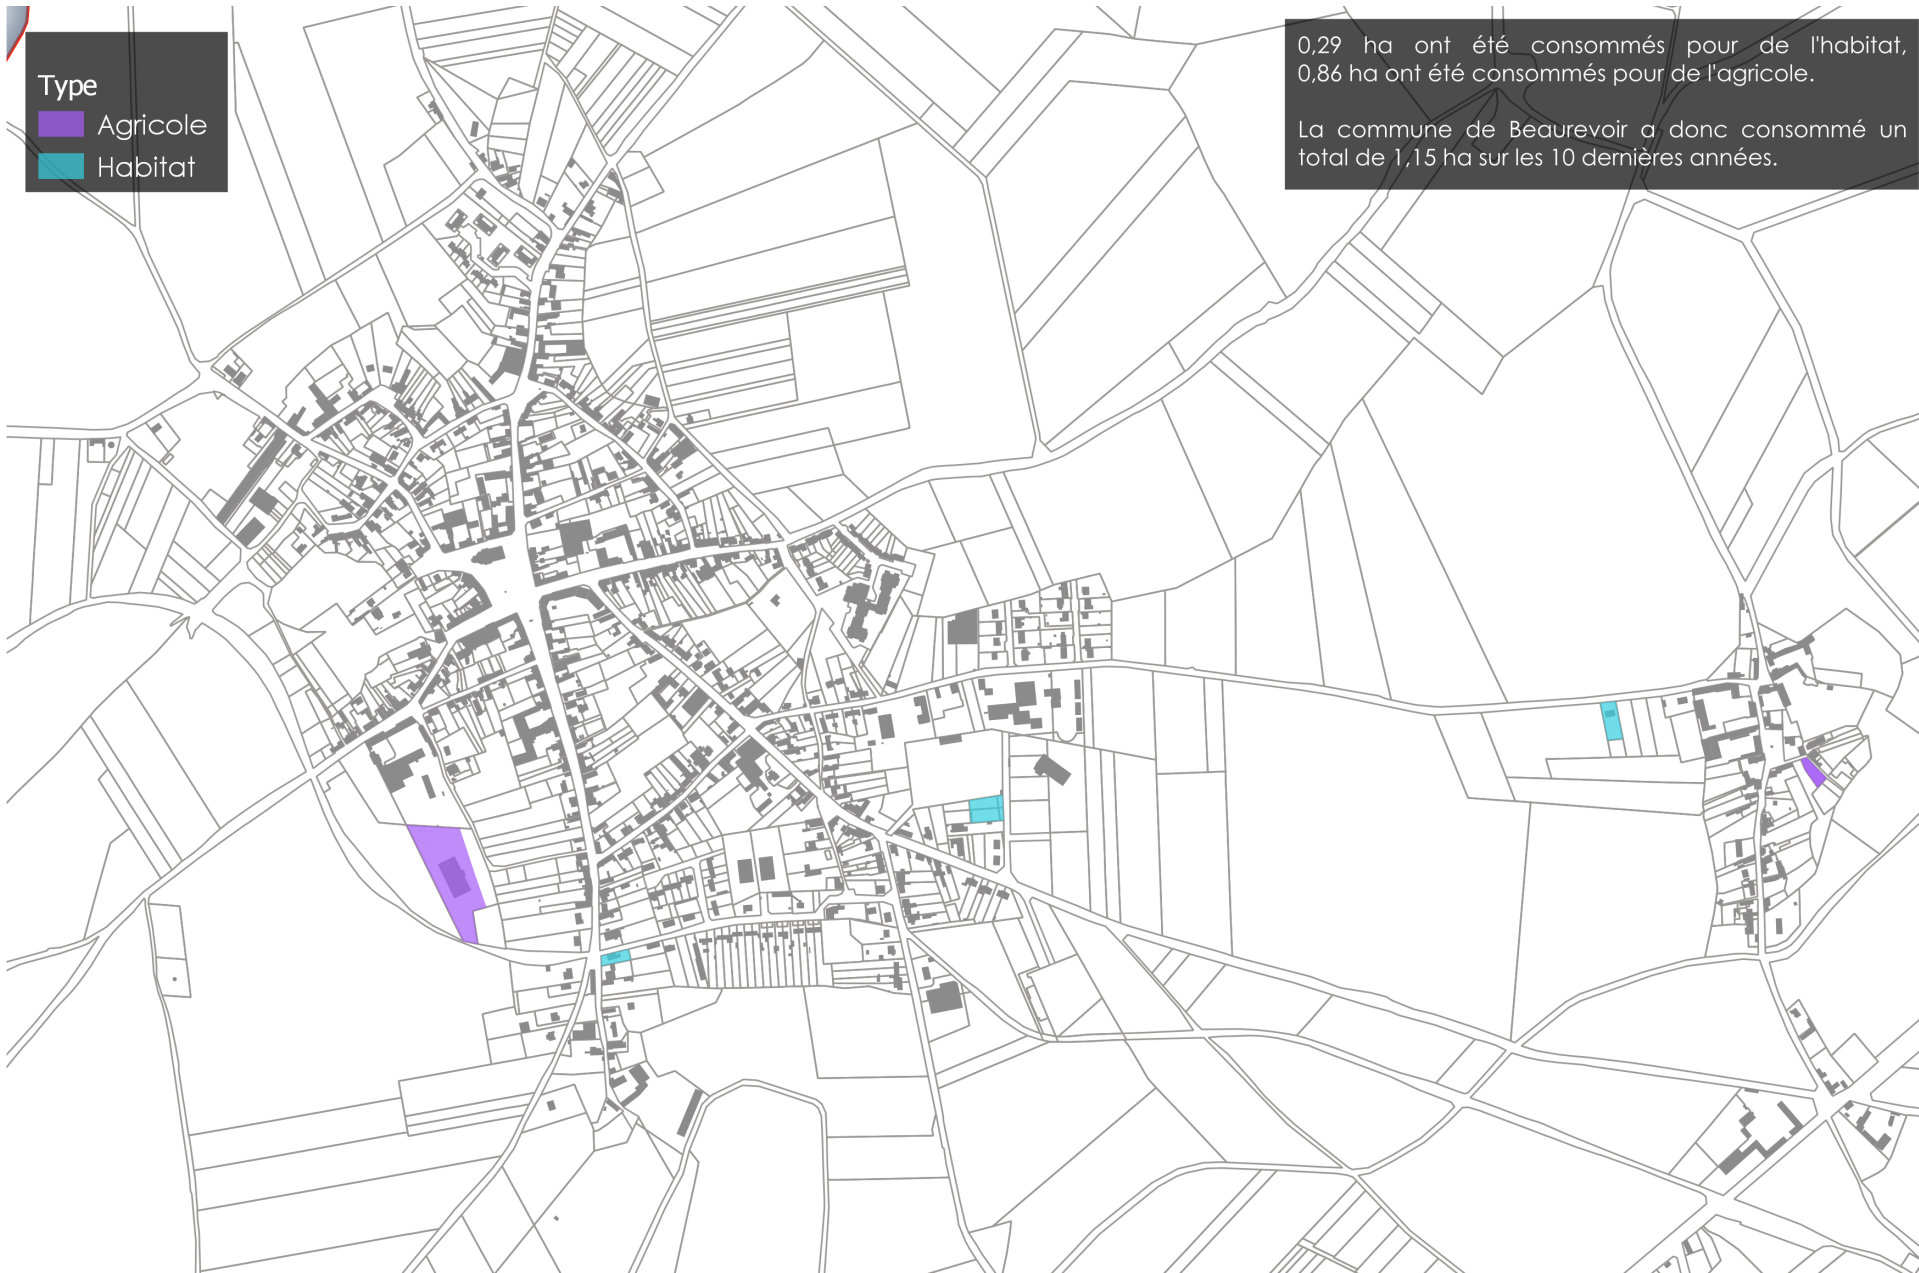 Type
Agricole
Habitat
0,29 ha ont été consommés pour de l'habitat,
0,86 ha ont été consommés pour de l'agricole.
La commune de Beaurevoir a donc consommé un
total de 1,15 ha sur les 10 dernières années.